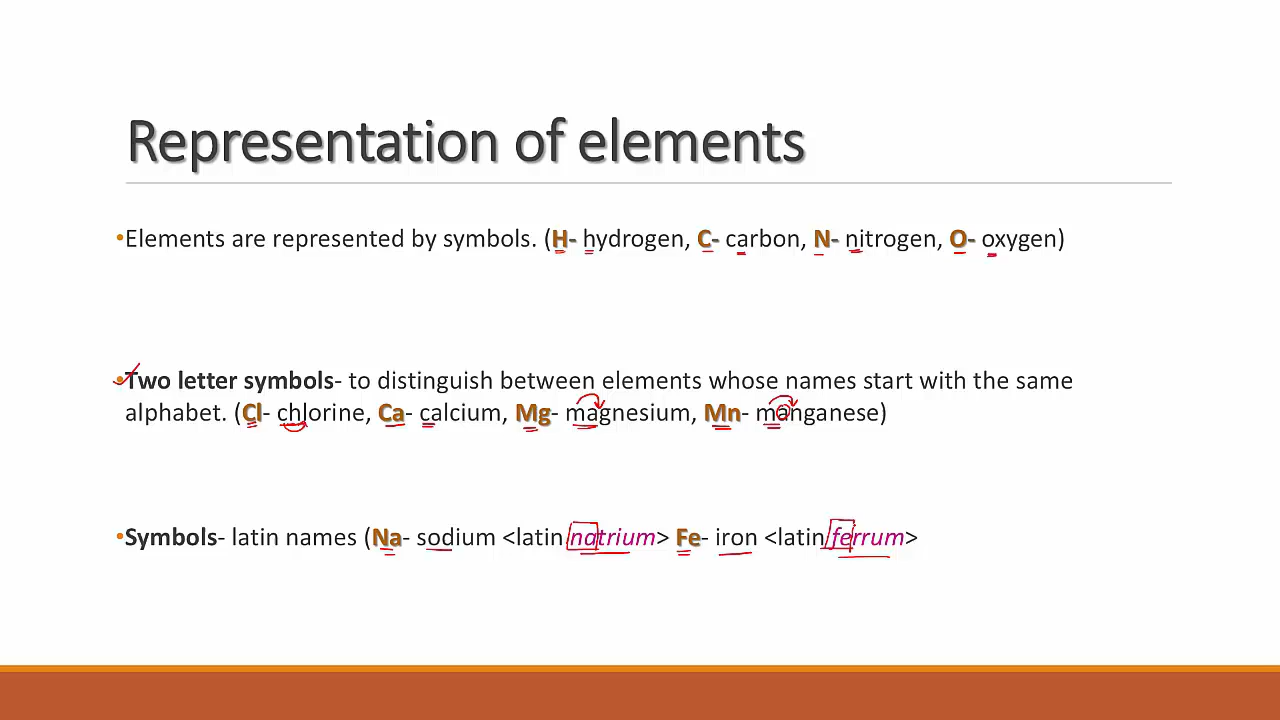 Representation of elements
•Elements are represented by symbols. (H- hydrogen, C- carbon, N- nitrogen, O- oxygen)
•Two letter symbols- to distinguish between elements whose names start with the same
alphabet. (Cl- chlorine, Ca- calcium, Mg- magnesium, Mn- manganese)
•Symbols- latin names (Na- sodium <latin natrium> Fe- iron <latin ferrum>